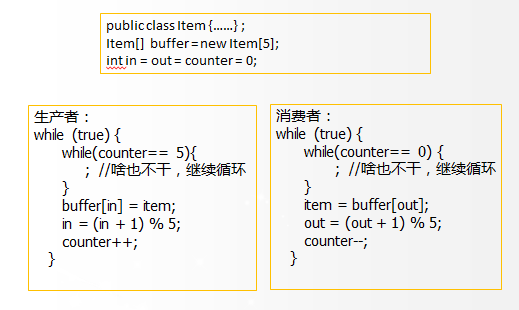 public class Item {……} ;
Item[] buffer = new Item[5];
int in = out = counter = 0;
生产者：
while (true) {
while(counter== 5){
; //啥也不干，继续循环
}
buffer[in] = item;
in = (in + 1) % 5;
counter++;
}
消费者：
while (true) {
while(counter== 0) {
; //啥也不干，继续循环
}
item = buffer[out];
out = (out + 1) % 5;
counter--;
}